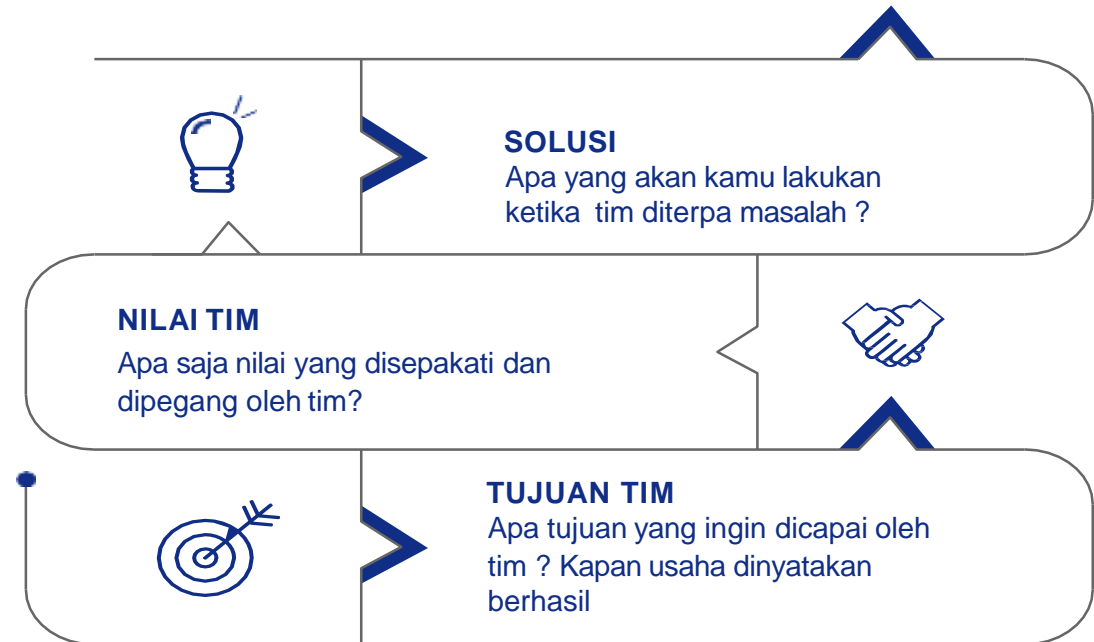 SOLUSI
Apa yang akan kamu lakukan
ketika tim diterpa masalah ?
NILAI TIM
Apa saja nilai yang disepakati dan
dipegang oleh tim?
TUJUAN TIM
Apa tujuan yang ingin dicapai oleh
tim ? Kapan usaha dinyatakan
berhasil